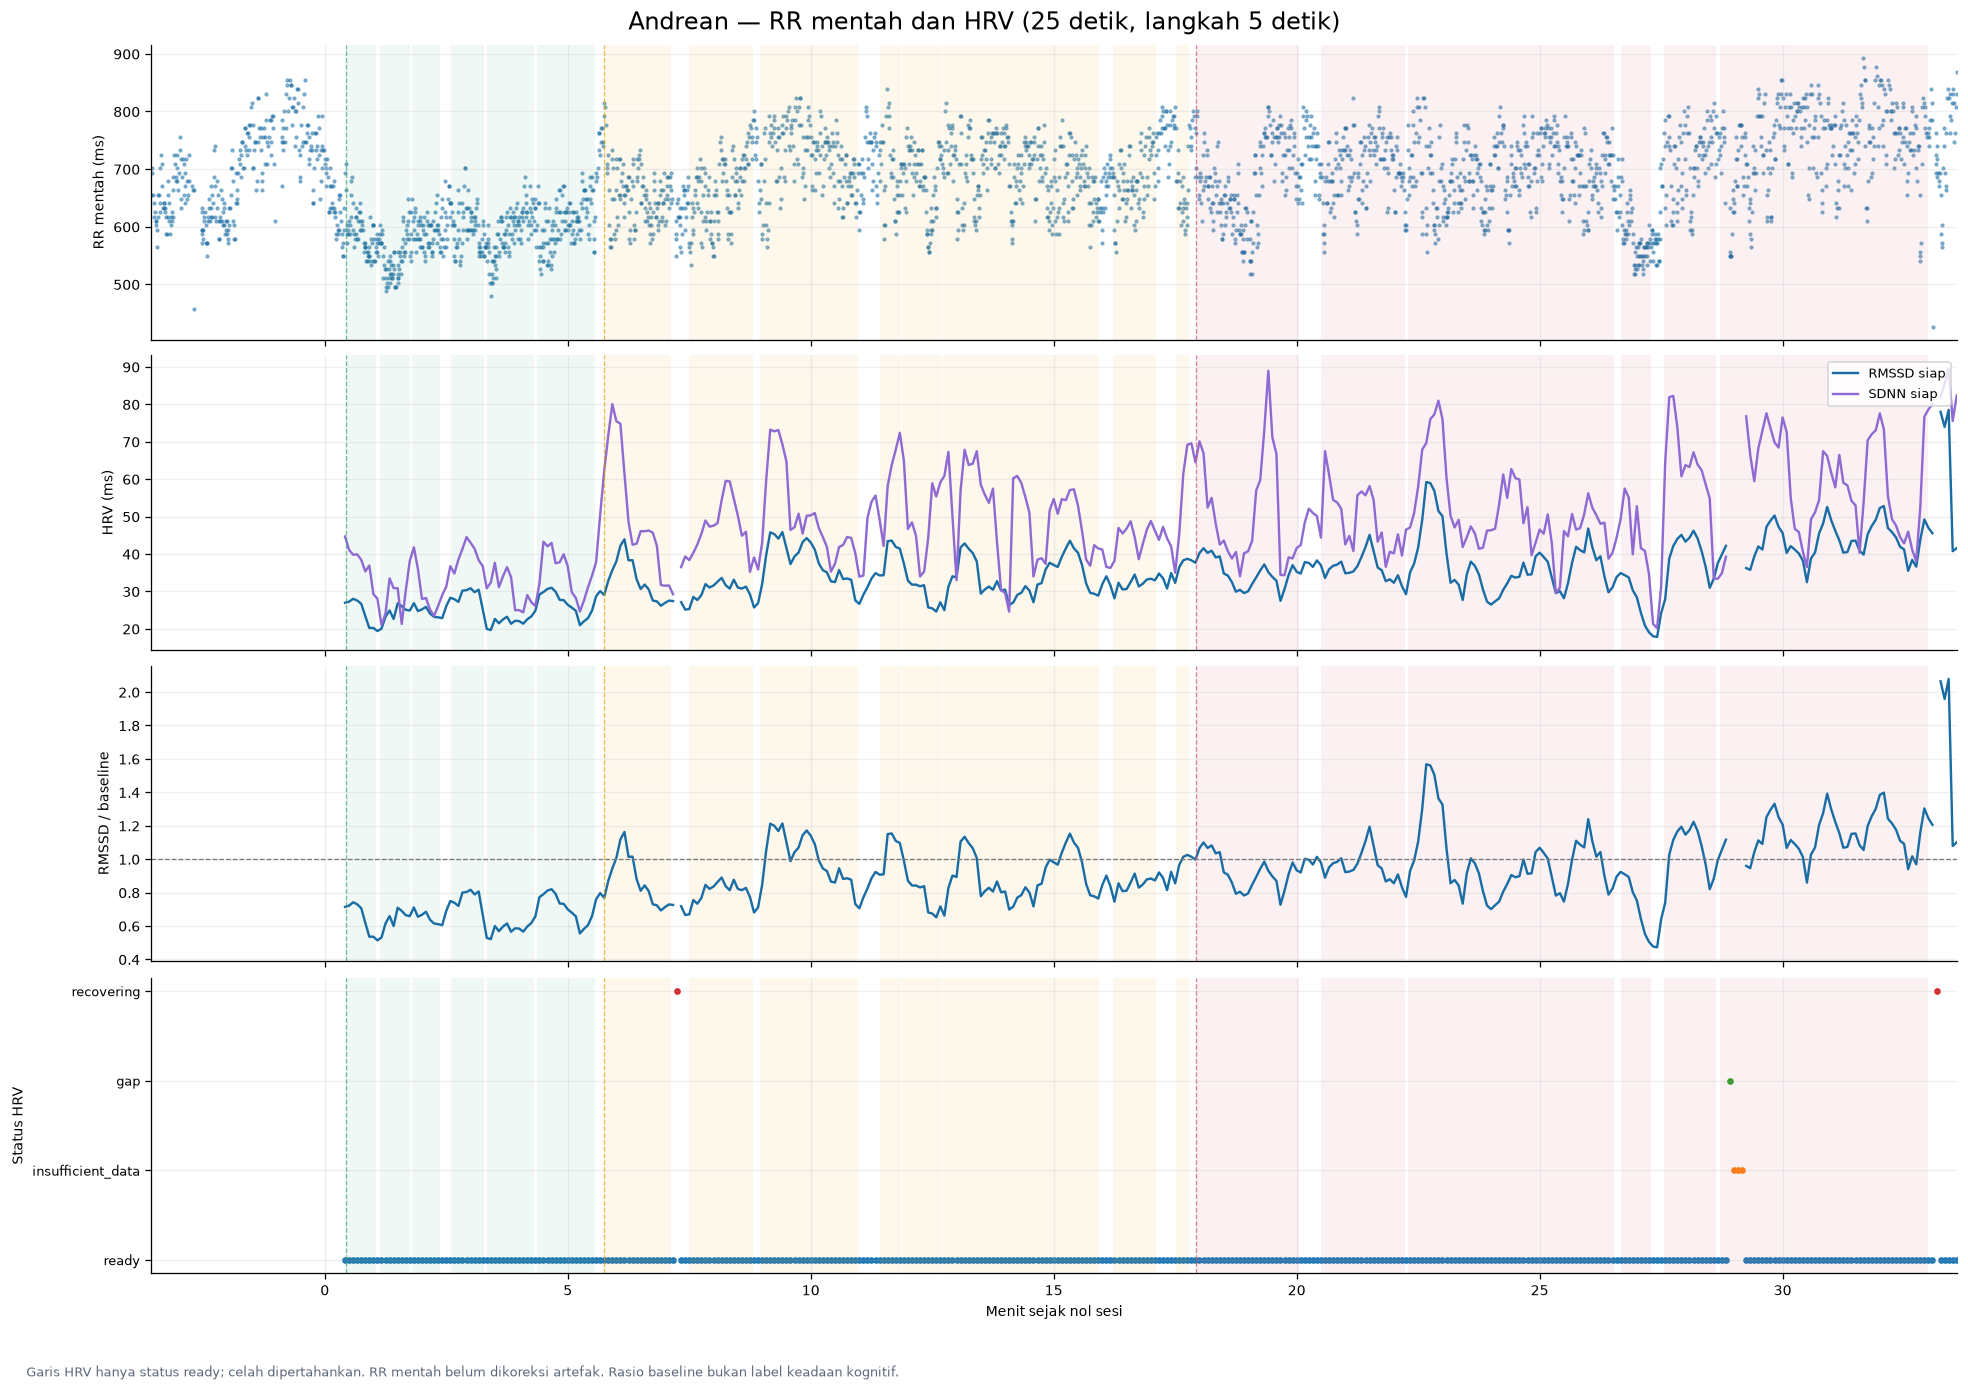 Andrean — RR mentah dan HRV (25 detik, langkah 5 detik)
RR mentah (ms)
900
800
700
600
500
HRV (ms)
90
80
70
60
50
40
30
20
RMSSD siap
SDNN siap
RMSSD / baseline
2.0
1.8
1.6
1.4
1.2
1.0
0.8
0.6
0.4
Status HRV
recovering
gap
insufficient_data
ready
0 5 10 15 20 25 30
Menit sejak nol sesi
Garis HRV hanya status ready; celah dipertahankan. RR mentah belum dikoreksi artefak. Rasio baseline bukan label keadaan kognitif.